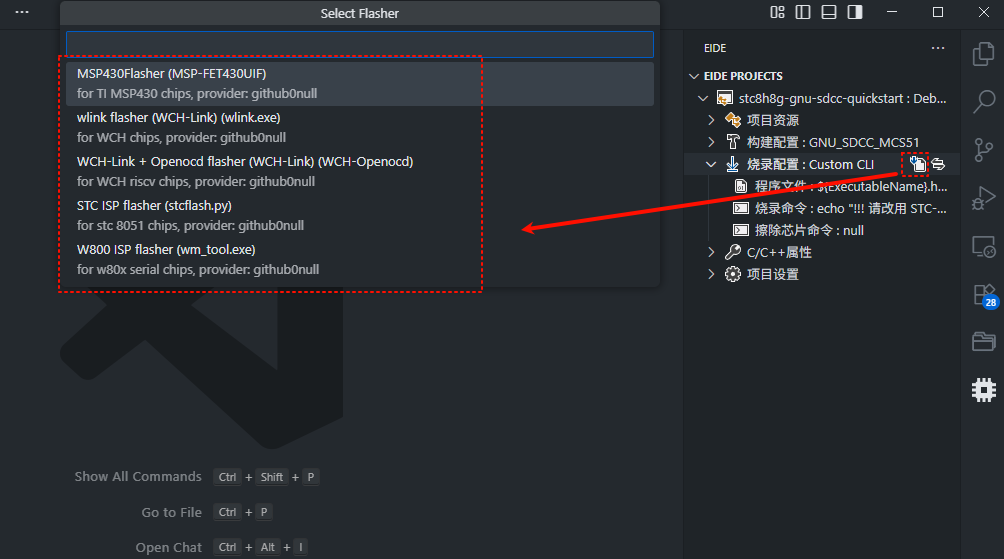 Select Flasher
MSP430Flasher (MSP-FET430UIF)
for TI MSP430 chips, provider: github0null
wlink flasher (WCH-Link) (wlink.exe)
for WCH chips, provider: github0null
WCH-Link + Openocd flasher (WCH-Link) (WCH-Openocd)
for WCH riscv chips, provider: github0null
STC ISP flasher (stcflash.py)
for stc 8051 chips, provider: github0null
W800 ISP flasher (wm_tool.exe)
for w80x serial chips, provider: github0null
Show All Commands Ctrl + Shift + P
Go to File Ctrl + P
Open Chat Ctrl + Alt + I
EIDE
EIDE PROJECTS
stc8h8g-gnu-sdcc-quickstart : Deb...
项目资源
构建配置 : GNU_SDCC_MCS51
烧录配置 : Custom CLI
程序文件 : ${ExecutableName}.h...
烧录命令 : echo "!!! 请改用 STC-...
擦除芯片命令 : null
C/C++属性
项目设置
28